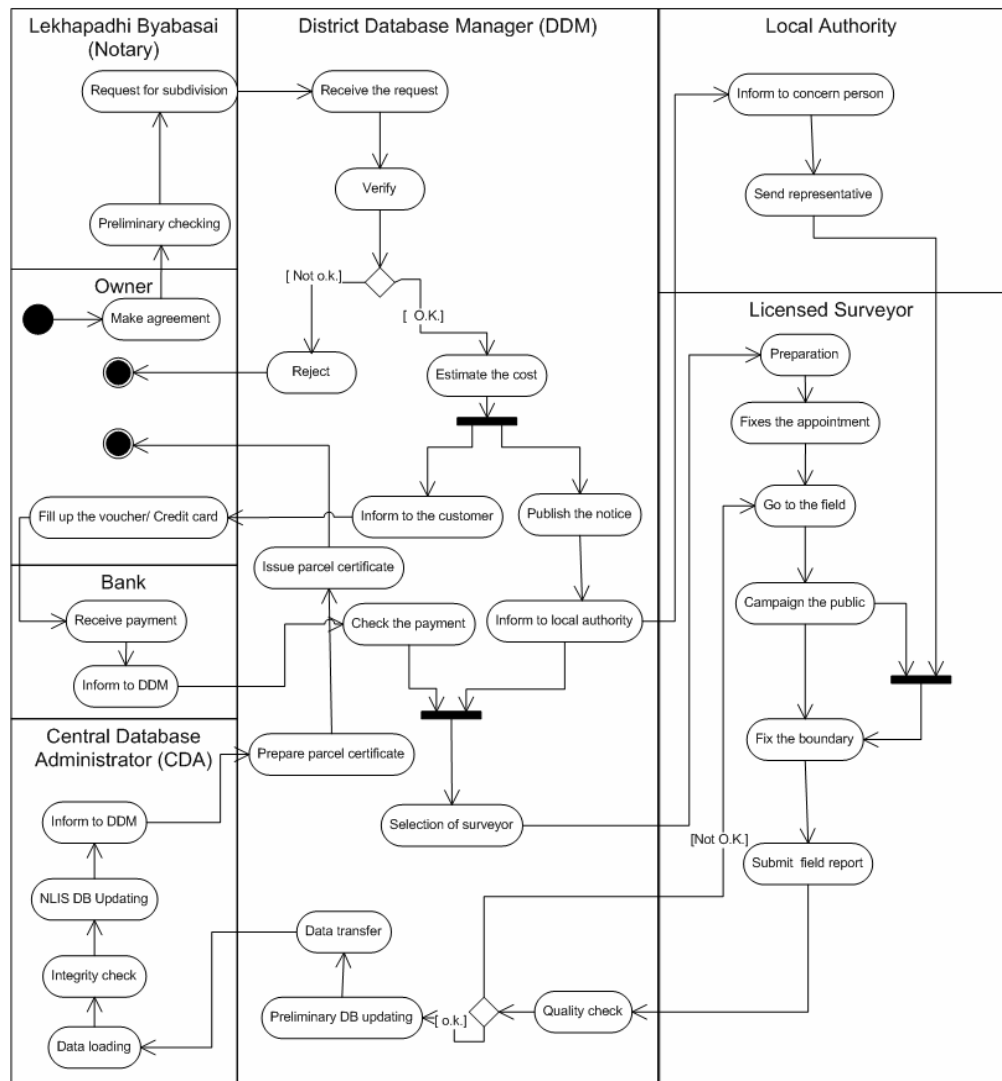 Lekhapadhi Byabasai
(Notary)
Request for subdivision
Preliminary checking
Owner
Make agreement
Fill up the voucher/ Credit card
Bank
Receive payment
Inform to DDM
Central Database
Administrator (CDA)
Inform to DDM
NLIS DB Updating
Integrity check
Data loading
District Database Manager (DDM)
Receive the request
Verify
[ Not o.k.]
[ O.K.]
Reject
Estimate the cost
Inform to the customer
Publish the notice
Issue parcel certificate
Check the payment
Inform to local authority
Prepare parcel certificate
Selection of surveyor
Data transfer
Preliminary DB updating
[ o.k.]
Quality check
Local Authority
Inform to concern person
Send representative
Licensed Surveyor
Preparation
Fixes the appointment
Go to the field
Campaign the public
Fix the boundary
[Not O.K.]
Submit field report